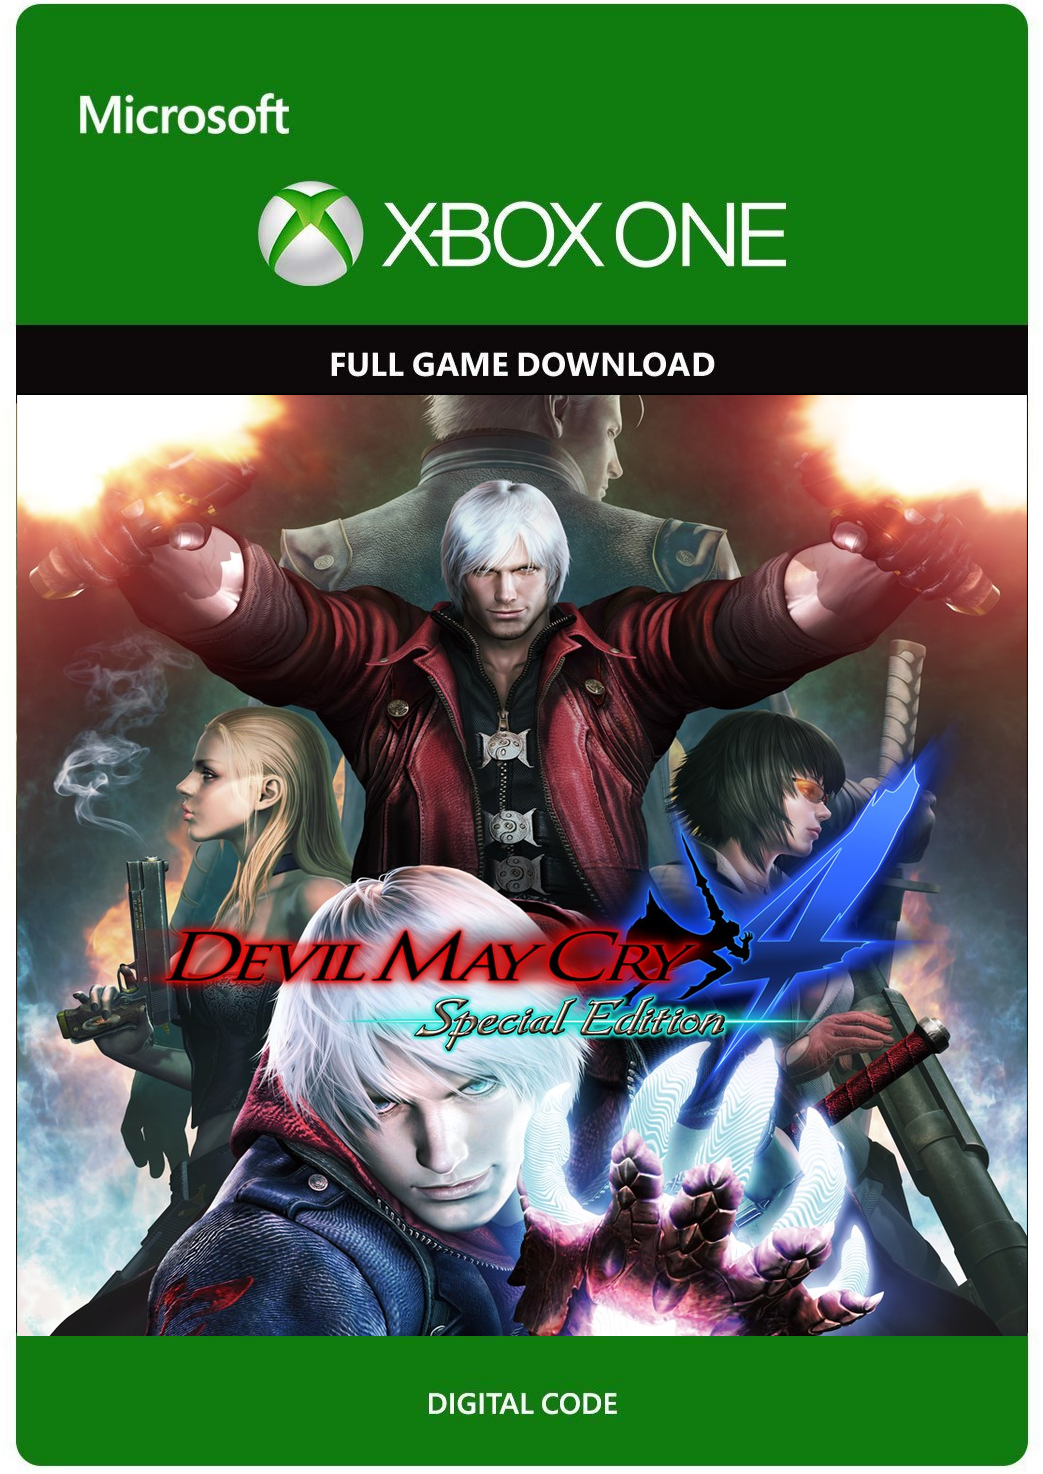 Microsoft
XBOX ONE
FULL GAME DOWNLOAD
DEVIL MAY CRY 4
Special Edition
DIGITAL CODE